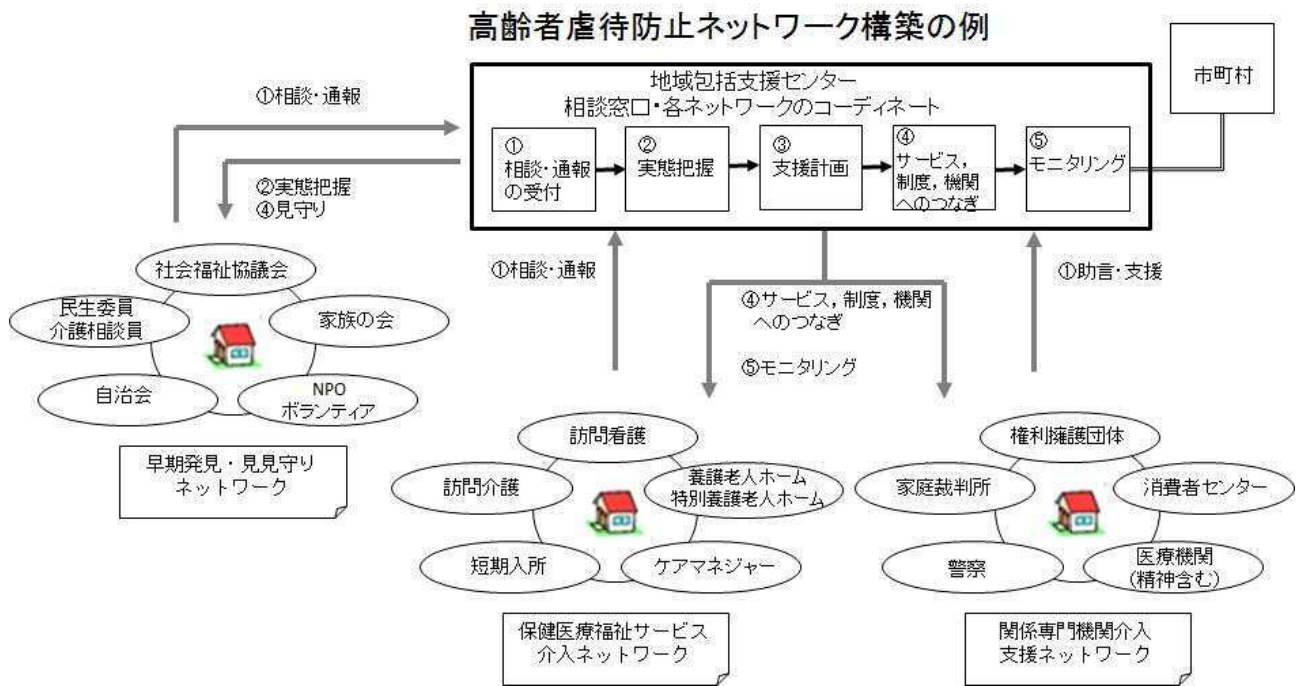 高齢者虐待防止ネットワーク構築の例
市町村
地域包括支援センター
相談窓口・各ネットワークのコーディネート
①
相談・通報
の受付
②
実態把握
③
支援計画
④
サービス,
制度,機関
へのつなぎ
⑤
モニタリング
①相談・通報
②実態把握
④見守り
①相談・通報
④サービス,制度,機関
へのつなぎ
⑤モニタリング
①助言・支援
社会福祉協議会
民生委員
介護相談員
家族の会
自治会
NPO
ボランティア
早期発見・見見守り
ネットワーク
訪問看護
訪問介護
養護老人ホーム
特別養護老人ホーム
短期入所
ケアマネジャー
保健医療福祉サービス
介入ネットワーク
権利擁護団体
家庭裁判所
消費者センター
警察
医療機関
(精神含む)
関係専門機関介入
支援ネットワーク